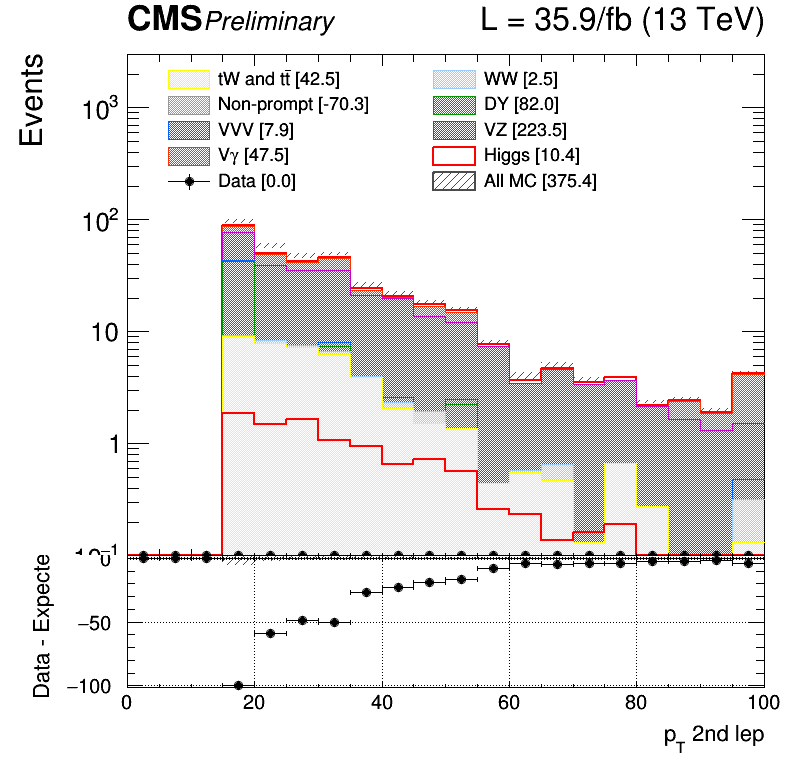 CMS Preliminary L = 35.9/fb (13 TeV)
Events
tW and tt̄ [42.5] WW [2.5]
Non-prompt [-70.3] DY [82.0]
VVV [7.9] VZ [223.5]
Vγ [47.5] Higgs [10.4]
Data [0.0] All MC [375.4]
10³
10²
10
1
0
Data - Expecte
−50
−100
0 20 40 60 80 100
p_T 2nd lep